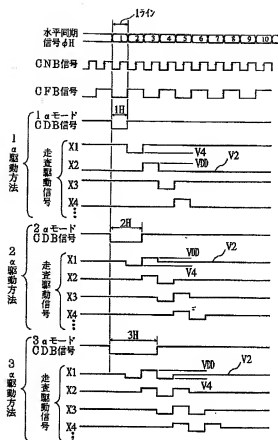 1ライン
水平同期
信号φH
1 2 3 4 5 6 7 8 9 10
CNB信号
CFB信号
1αモード
CDB信号
1H
1α駆動方法
走査駆動信号
X1
V4
VDD
V2
X2
X3
X4
2αモード
CDB信号
2H
2α駆動方法
走査駆動信号
X1
VDD
V2
X2
V4
X3
X4
3αモード
CDB信号
3H
3α駆動方法
走査駆動信号
X1
VDD
V2
X2
V4
X3
X4